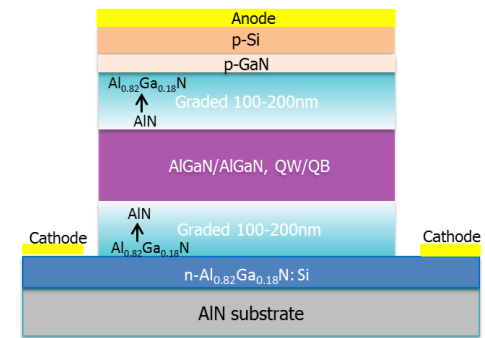 Anode
p-Si
p-GaN
Al0.82Ga0.18N
Graded 100-200nm
AlN
AlGaN/AlGaN, QW/QB
AlN
Graded 100-200nm
Al0.82Ga0.18N
Cathode
Cathode
n-Al0.82Ga0.18N: Si
AlN substrate